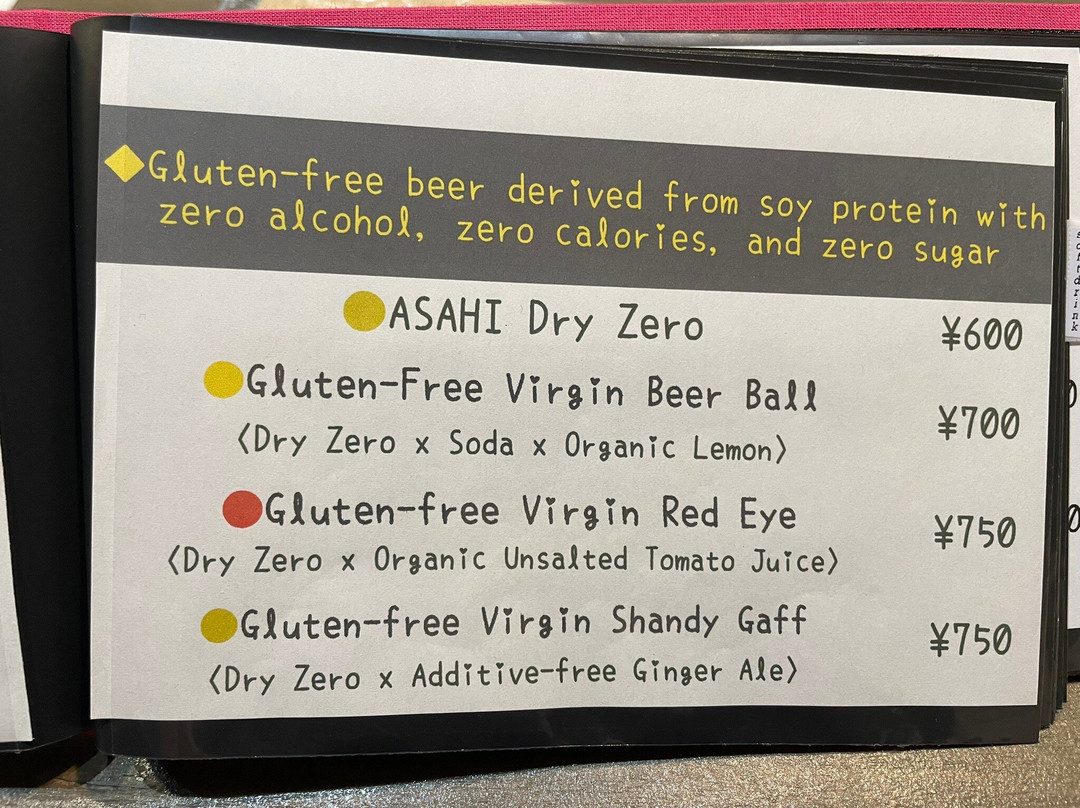 ◆Gluten-free beer derived from soy protein with
zero alcohol, zero calories, and zero sugar
ASAHI Dry Zero ¥600
Gluten-Free Virgin Beer Ball ¥700
〈Dry Zero x Soda x Organic Lemon〉
Gluten-free Virgin Red Eye ¥750
〈Dry Zero x Organic Unsalted Tomato Juice〉
Gluten-free Virgin Shandy Gaff ¥750
〈Dry Zero x Additive-free Ginger Ale〉